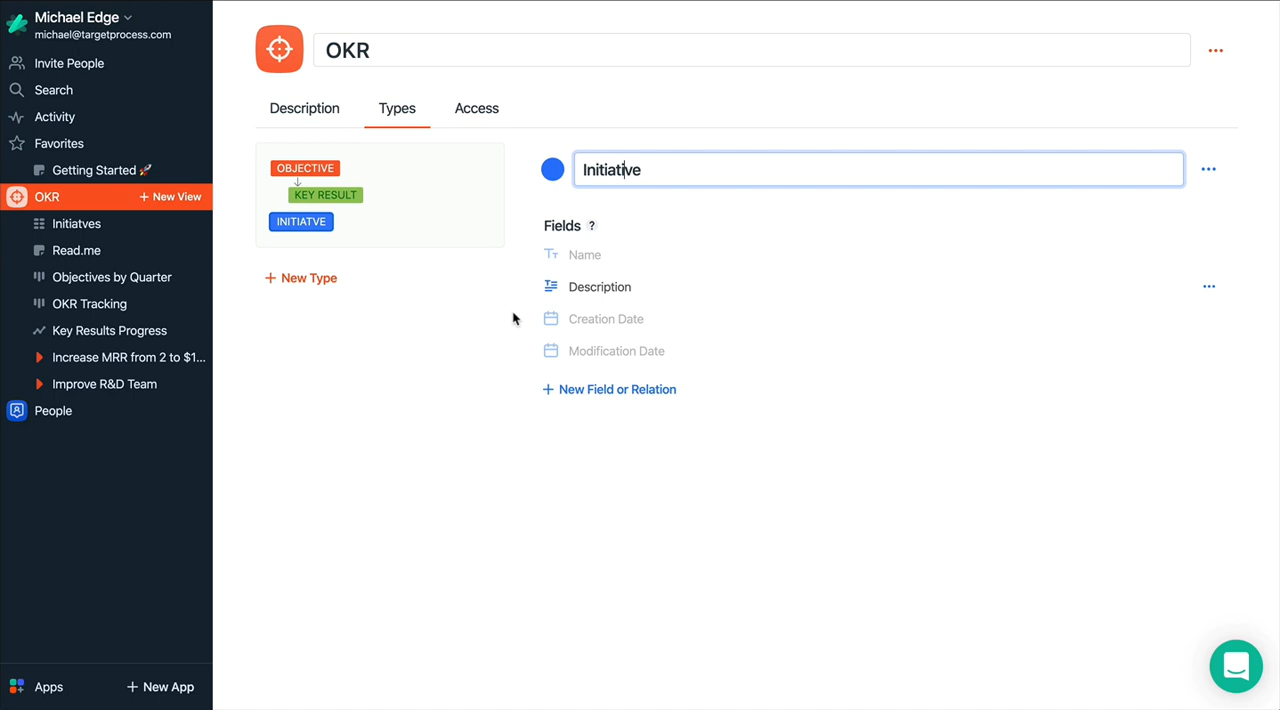 Michael Edge
michael@targetprocess.com
Invite People
Search
Activity
Favorites
Getting Started 🚀
OKR
+ New View
Initiatves
Read.me
Objectives by Quarter
OKR Tracking
Key Results Progress
Increase MRR from 2 to $1...
Improve R&D Team
People
Apps
+ New App
OKR
Description Types Access
OBJECTIVE
KEY RESULT
INITIATVE
+ New Type
Initiative
Fields ?
Name
Description
Creation Date
Modification Date
+ New Field or Relation